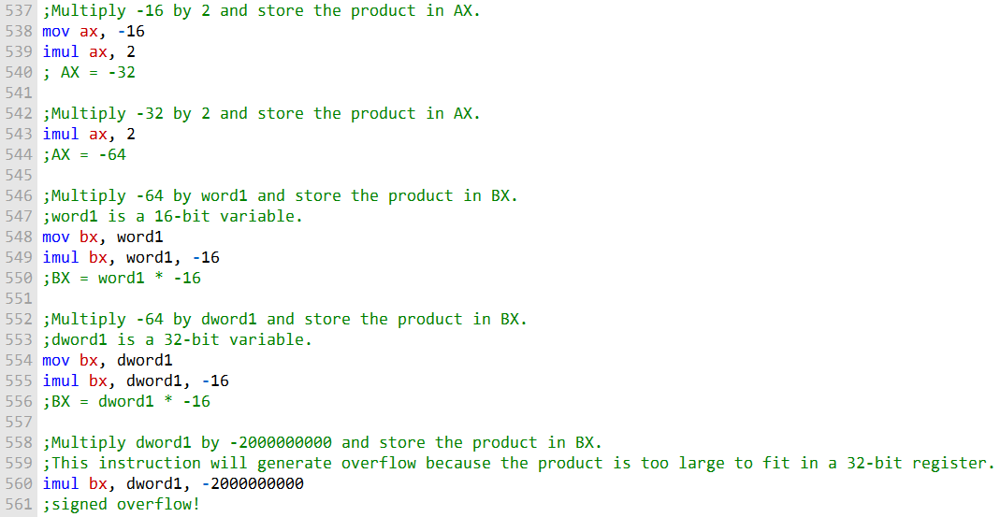 537 ;Multiply -16 by 2 and store the product in AX.
538 mov ax, -16
539 imul ax, 2
540 ; AX = -32
541
542 ;Multiply -32 by 2 and store the product in AX.
543 imul ax, 2
544 ;AX = -64
545
546 ;Multiply -64 by word1 and store the product in BX.
547 ;word1 is a 16-bit variable.
548 mov bx, word1
549 imul bx, word1, -16
550 ;BX = word1 * -16
551
552 ;Multiply -64 by dword1 and store the product in BX.
553 ;dword1 is a 32-bit variable.
554 mov bx, dword1
555 imul bx, dword1, -16
556 ;BX = dword1 * -16
557
558 ;Multiply dword1 by -2000000000 and store the product in BX.
559 ;This instruction will generate overflow because the product is too large to fit in a 32-bit register.
560 imul bx, dword1, -2000000000
561 ;signed overflow!